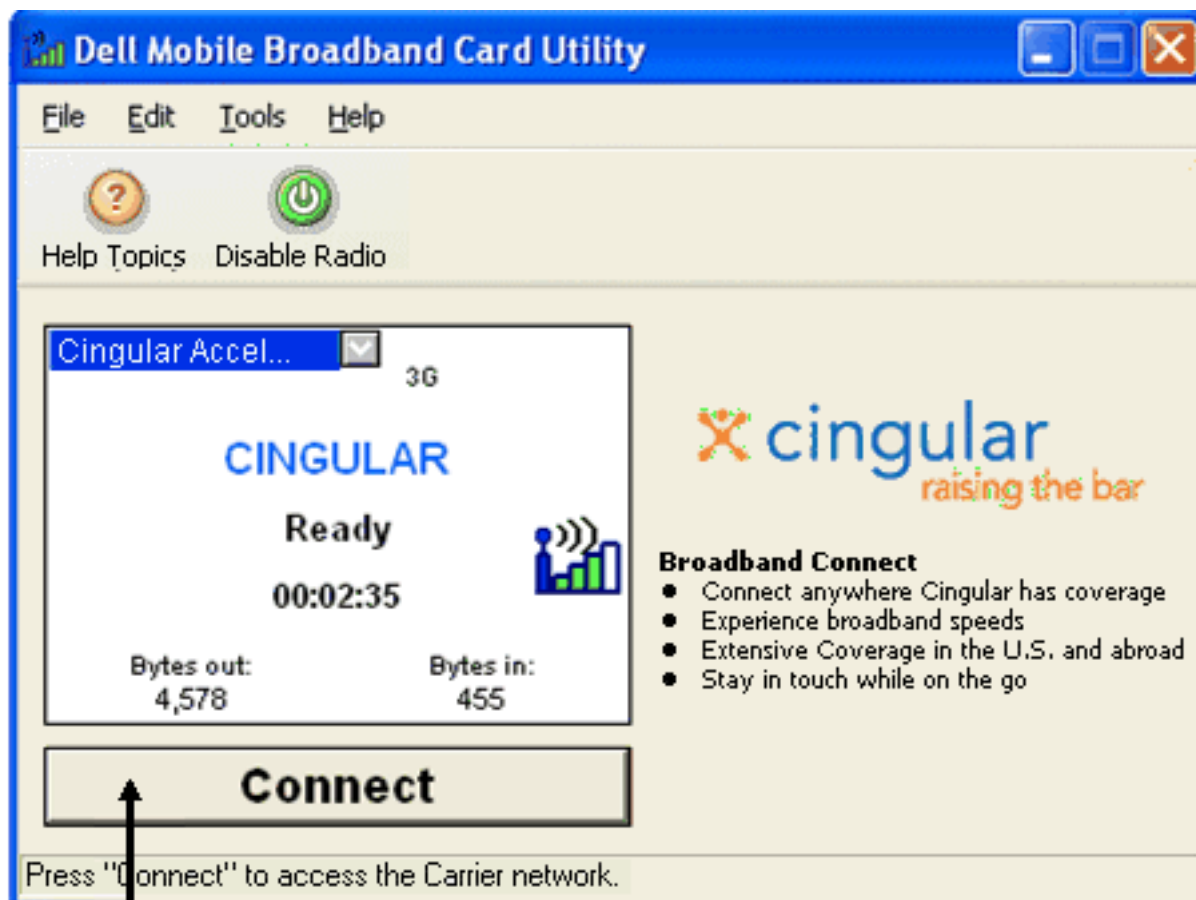 Dell Mobile Broadband Card Utility
File Edit Tools Help
Help Topics Disable Radio
Cingular Accel...
3G
CINGULAR
Ready
00:02:35
Bytes out: Bytes in:
4,578 455
Connect
cingular
raising the bar
Broadband Connect
• Connect anywhere Cingular has coverage
• Experience broadband speeds
• Extensive Coverage in the U.S. and abroad
• Stay in touch while on the go
Press "Connect" to access the Carrier network.